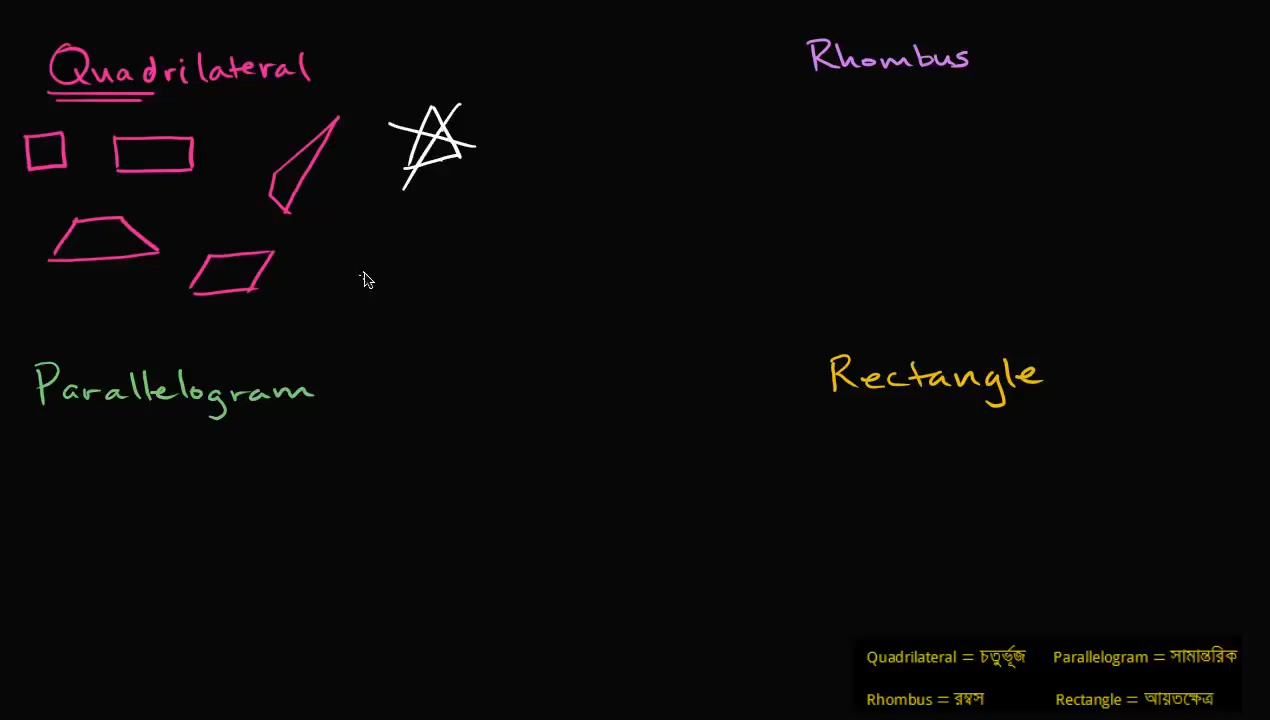 Quadrilateral
Rhombus
Parallelogram
Rectangle
Quadrilateral = চতুর্ভূজ
Parallelogram = সামান্তরিক
Rhombus = রম্বস
Rectangle = আয়তক্ষেত্র